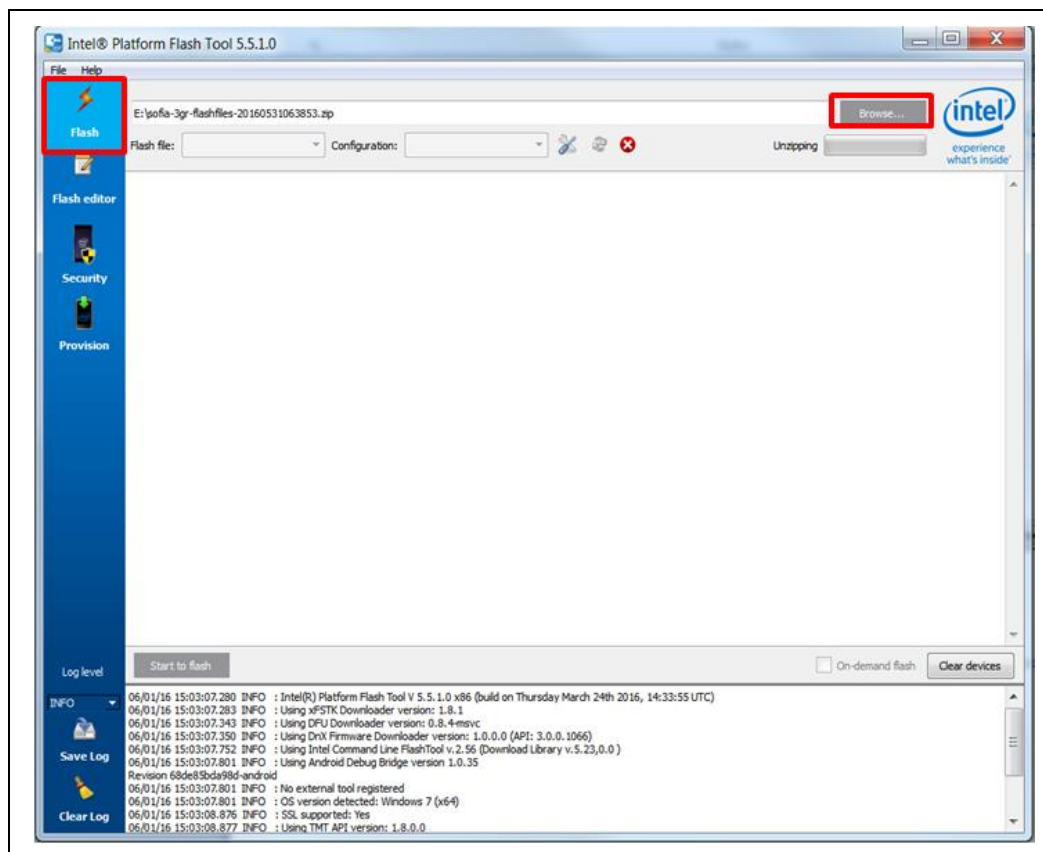 Intel® Platform Flash Tool 5.5.1.0
File Help
Flash
E:\sofia-3gr-flashfiles-20160531063853.zip
Browse...
intel
experience
what's inside™
Flash file:
Configuration:
Unzipping
Flash editor
Security
Provision
Log level
Start to flash
On-demand flash
Clear devices
INFO
Save Log
Clear Log
06/01/16 15:03:07.280 INFO : Intel(R) Platform Flash Tool V 5.5.1.0 x86 (build on Thursday March 24th 2016, 14:33:55 UTC)
06/01/16 15:03:07.283 INFO : Using xFSTK Downloader version: 1.8.1
06/01/16 15:03:07.343 INFO : Using DFU Downloader version: 0.8.4-msvc
06/01/16 15:03:07.350 INFO : Using DnX Firmware Downloader version: 1.0.0.0 (API: 3.0.0.1066)
06/01/16 15:03:07.752 INFO : Using Intel Command Line FlashTool v.2.56 (Download Library v.5.23,0.0 )
06/01/16 15:03:07.801 INFO : Using Android Debug Bridge version 1.0.35
Revision 68de85bda98d-android
06/01/16 15:03:07.801 INFO : No external tool registered
06/01/16 15:03:07.801 INFO : OS version detected: Windows 7 (x64)
06/01/16 15:03:08.876 INFO : SSL supported: Yes
06/01/16 15:03:08.877 INFO : Using TMT API version: 1.8.0.0